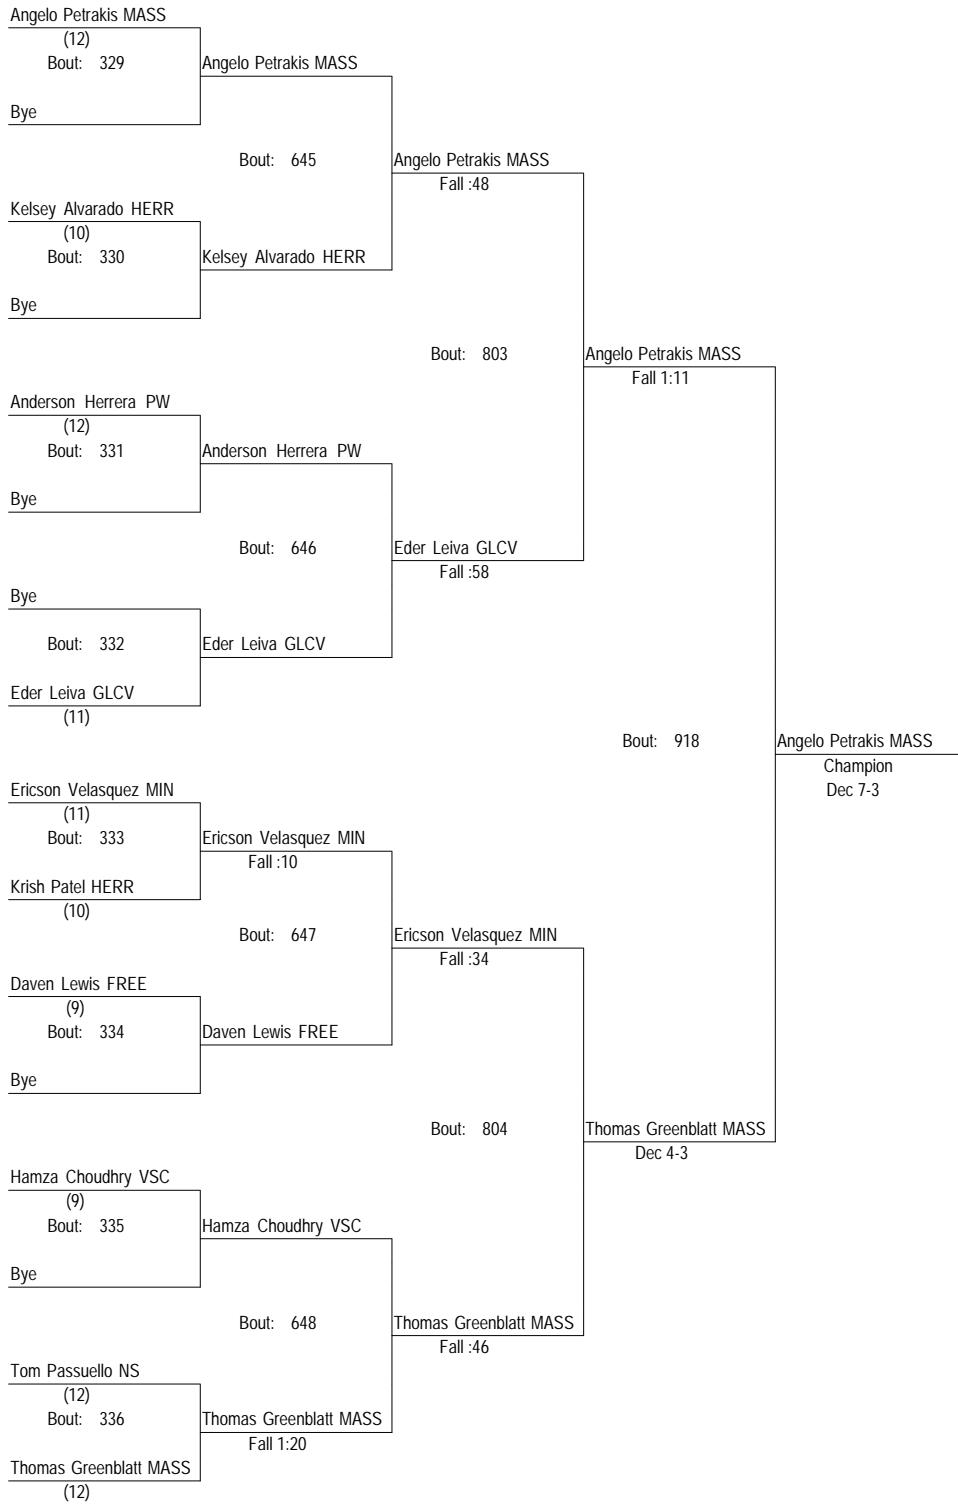 Angelo Petrakis MASS
(12)
Bout: 329
Angelo Petrakis MASS
Bye
Bout: 645
Angelo Petrakis MASS
Fall :48
Kelsey Alvarado HERR
(10)
Bout: 330
Kelsey Alvarado HERR
Bye
Bout: 803
Angelo Petrakis MASS
Fall 1:11
Anderson Herrera PW
(12)
Bout: 331
Anderson Herrera PW
Bye
Bout: 646
Eder Leiva GLCV
Fall :58
Bye
Bout: 332
Eder Leiva GLCV
Eder Leiva GLCV
(11)
Bout: 918
Angelo Petrakis MASS
Champion
Dec 7-3
Ericson Velasquez MIN
(11)
Bout: 333
Ericson Velasquez MIN
Fall :10
Krish Patel HERR
(10)
Bout: 647
Ericson Velasquez MIN
Fall :34
Daven Lewis FREE
(9)
Bout: 334
Daven Lewis FREE
Bye
Bout: 804
Thomas Greenblatt MASS
Dec 4-3
Hamza Choudhry VSC
(9)
Bout: 335
Hamza Choudhry VSC
Bye
Bout: 648
Thomas Greenblatt MASS
Fall :46
Tom Passuello NS
(12)
Bout: 336
Thomas Greenblatt MASS
Fall 1:20
Thomas Greenblatt MASS
(12)